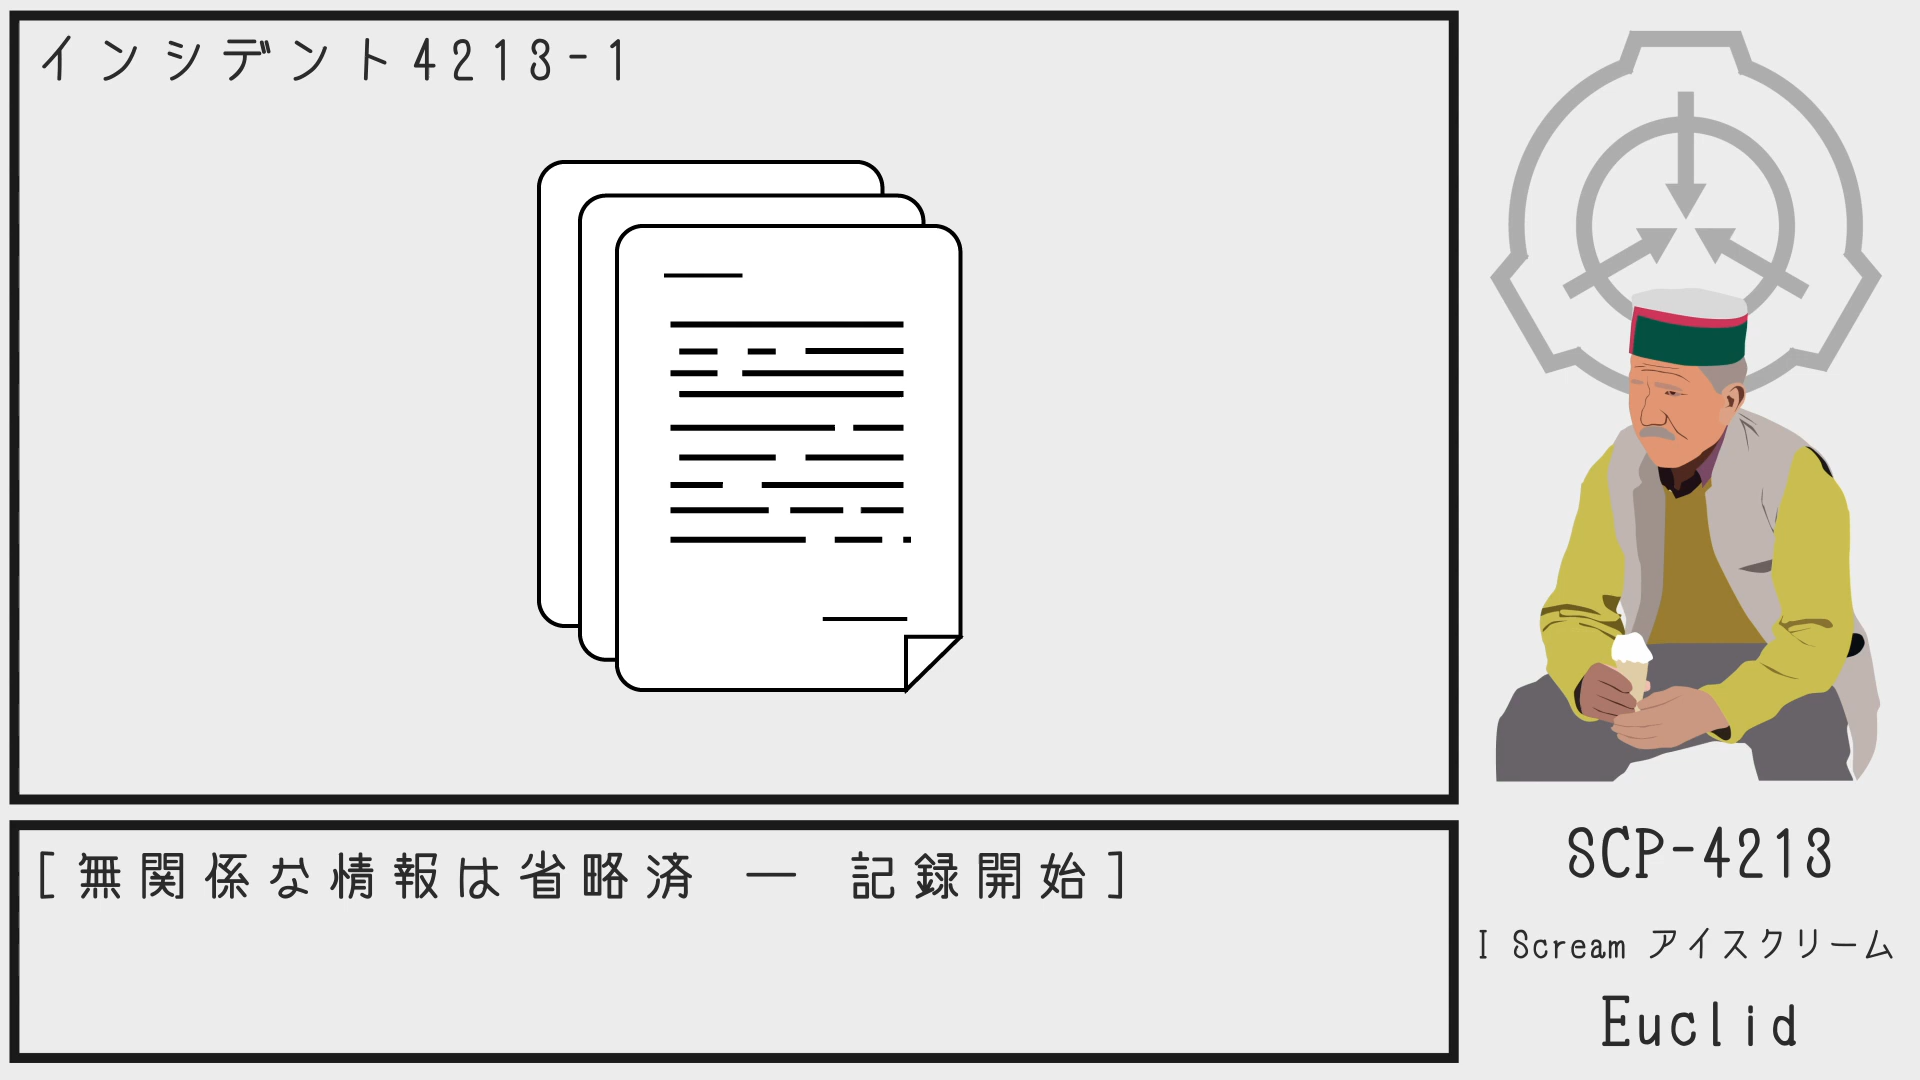 インシデント4213-1
[無関係な情報は省略済 ー 記録開始]
SCP-4213
I Scream アイスクリーム
Euclid